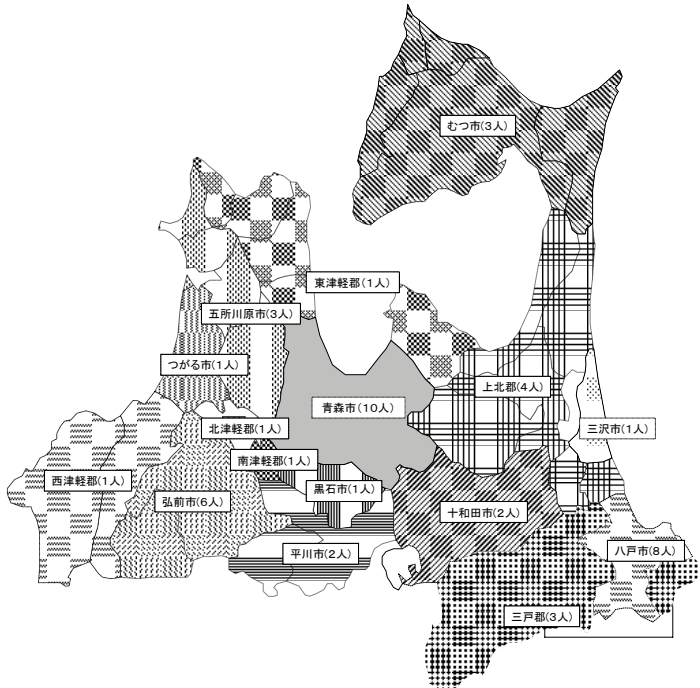 むつ市(3人)
東津軽郡(1人)
五所川原市(3人)
つがる市(1人)
上北郡(4人)
青森市(10人)
北津軽郡(1人)
三沢市(1人)
南津軽郡(1人)
西津軽郡(1人)
黒石市(1人)
弘前市(6人)
十和田市(2人)
平川市(2人)
八戸市(8人)
三戸郡(3人)